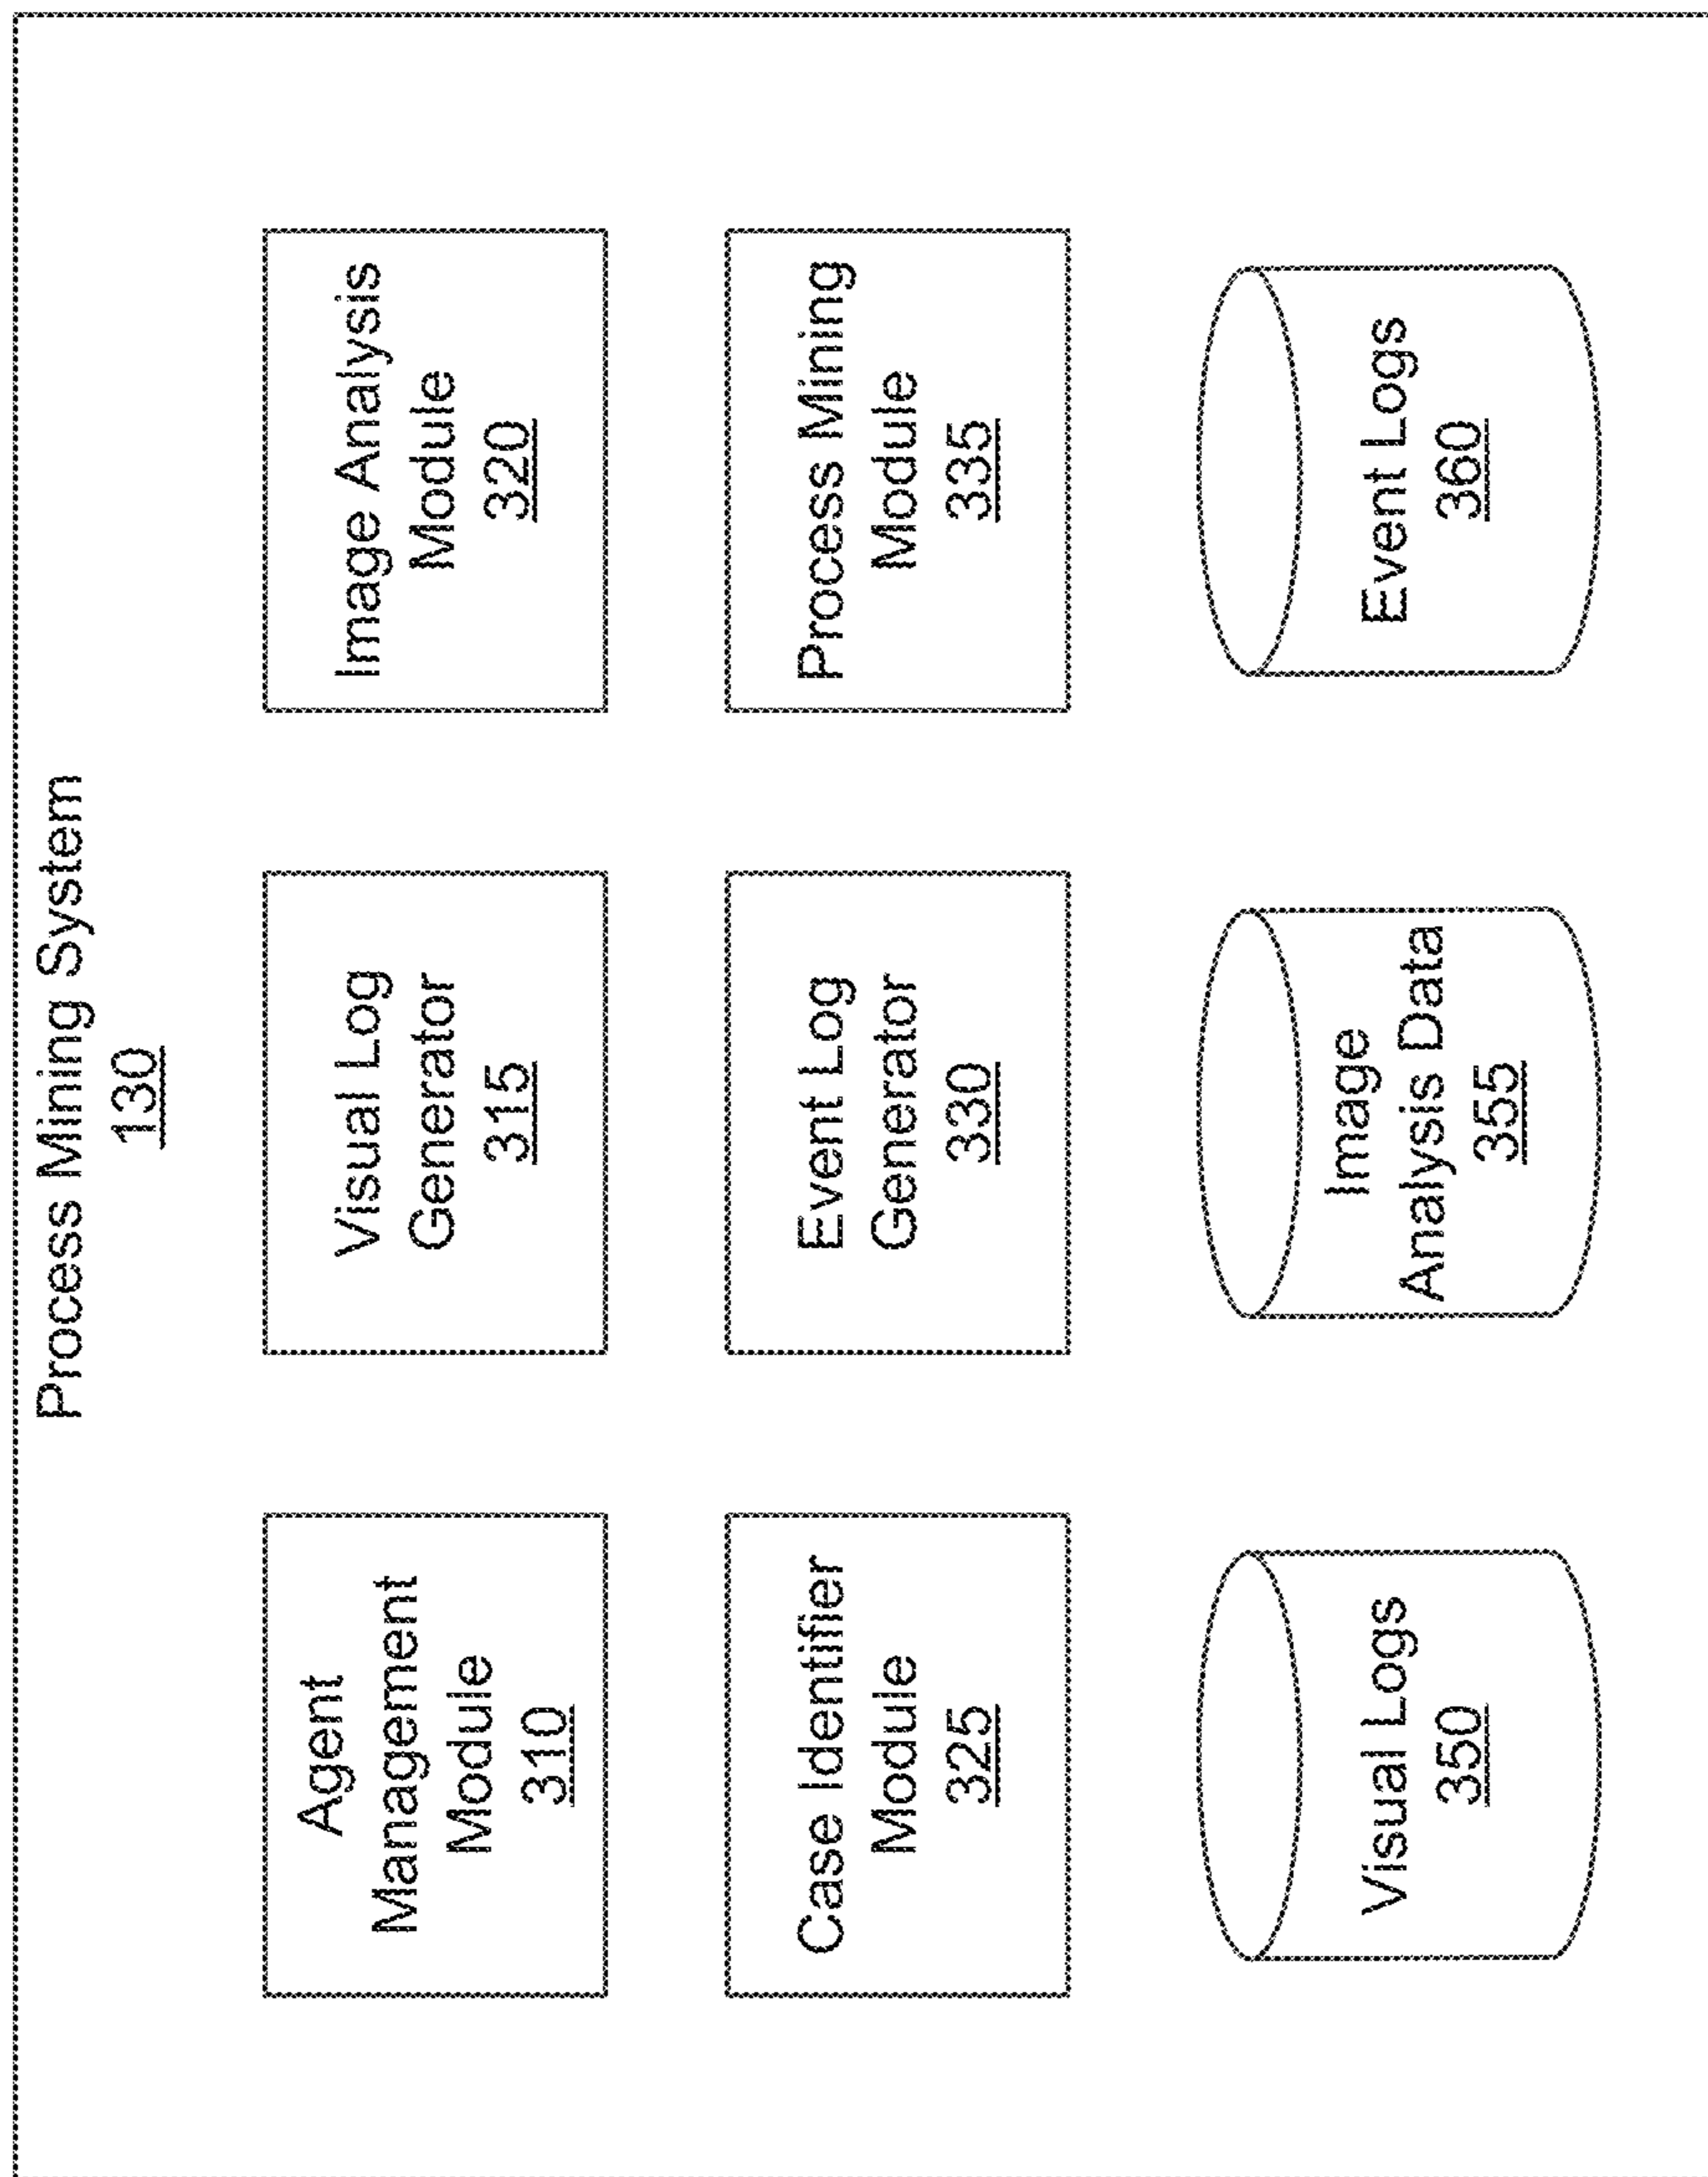 Process Mining System
130
Agent
Management
Module
310
Visual Log
Generator
315
Image Analysis
Module
320
Case Identifier
Module
325
Event Log
Generator
330
Process Mining
Module
335
Visual Logs
350
Image
Analysis Data
355
Event Logs
360